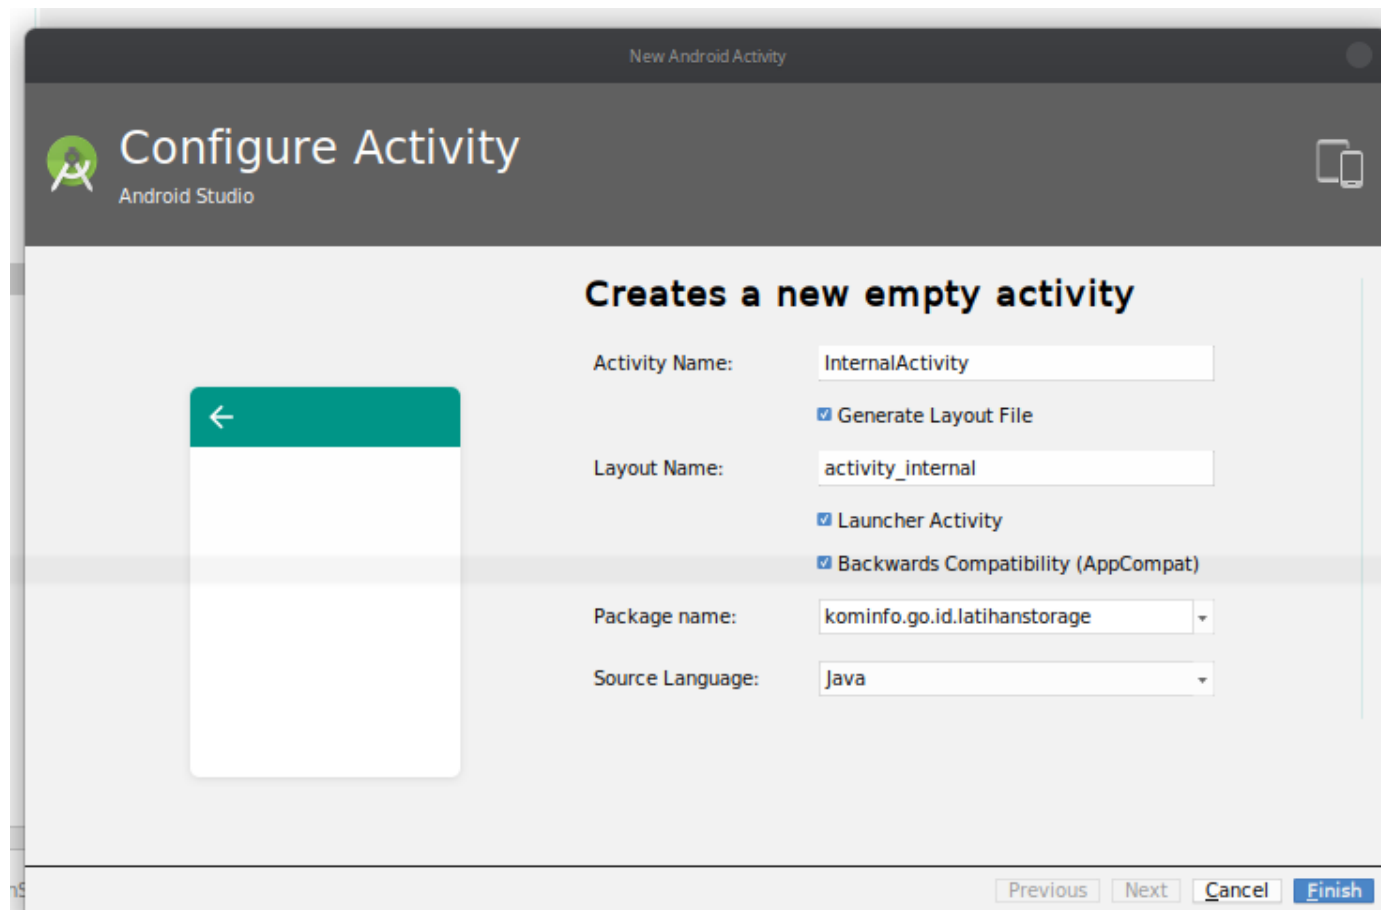 New Android Activity
Configure Activity
Android Studio
Creates a new empty activity
Activity Name: InternalActivity
Generate Layout File
Layout Name: activity_internal
Launcher Activity
Backwards Compatibility (AppCompat)
Package name: kominfo.go.id.latihanstorage
Source Language: Java
Previous Next Cancel Finish